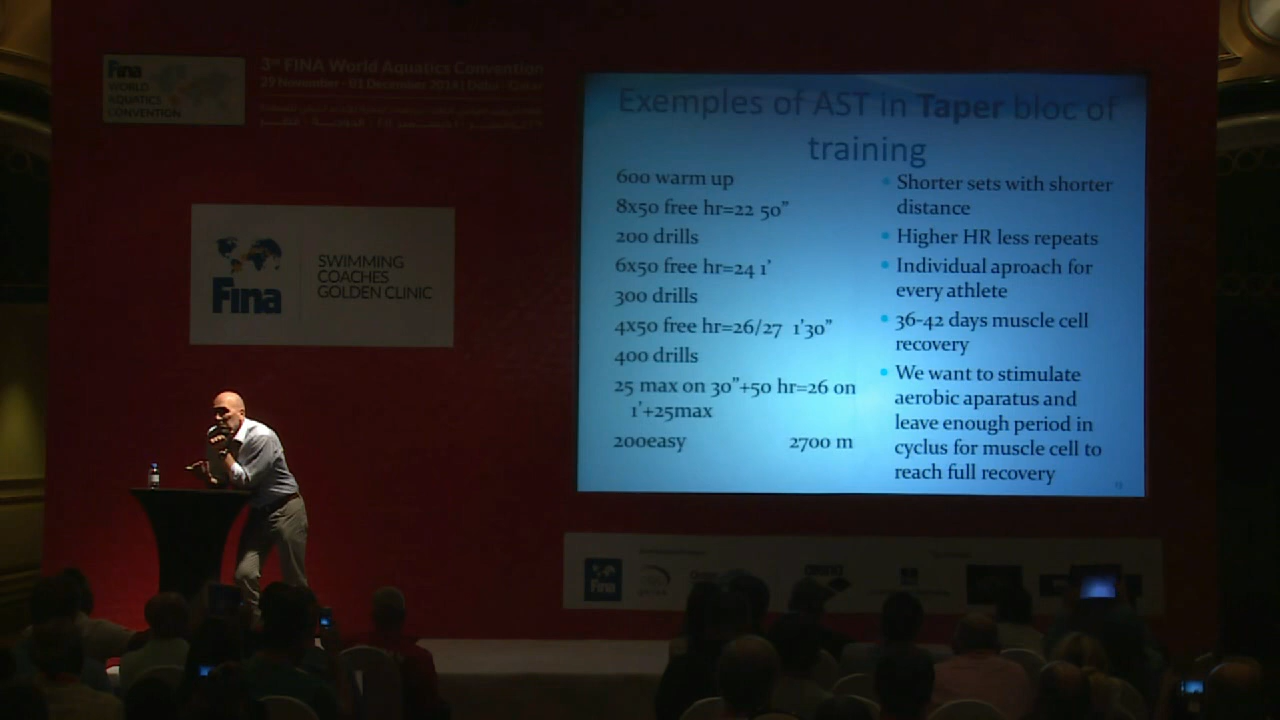 Fina
WORLD
AQUATICS
CONVENTION
3rd FINA World Aquatics Convention
Fina
SWIMMING
COACHES
GOLDEN CLINIC
Exemples of AST in Taper bloc of
training
600 warm up
8x50 free hr=22 50”
200 drills
6x50 free hr=24 1’
300 drills
4x50 free hr=26/27 1’30”
400 drills
25 max on 30”+50 hr=26 on
1’+25max
200easy 2700 m
Shorter sets with shorter
distance
Higher HR less repeats
Individual aproach for
every athlete
36-42 days muscle cell
recovery
We want to stimulate
aerobic aparatus and
leave enough period in
cyclus for muscle cell to
reach full recovery
Fina